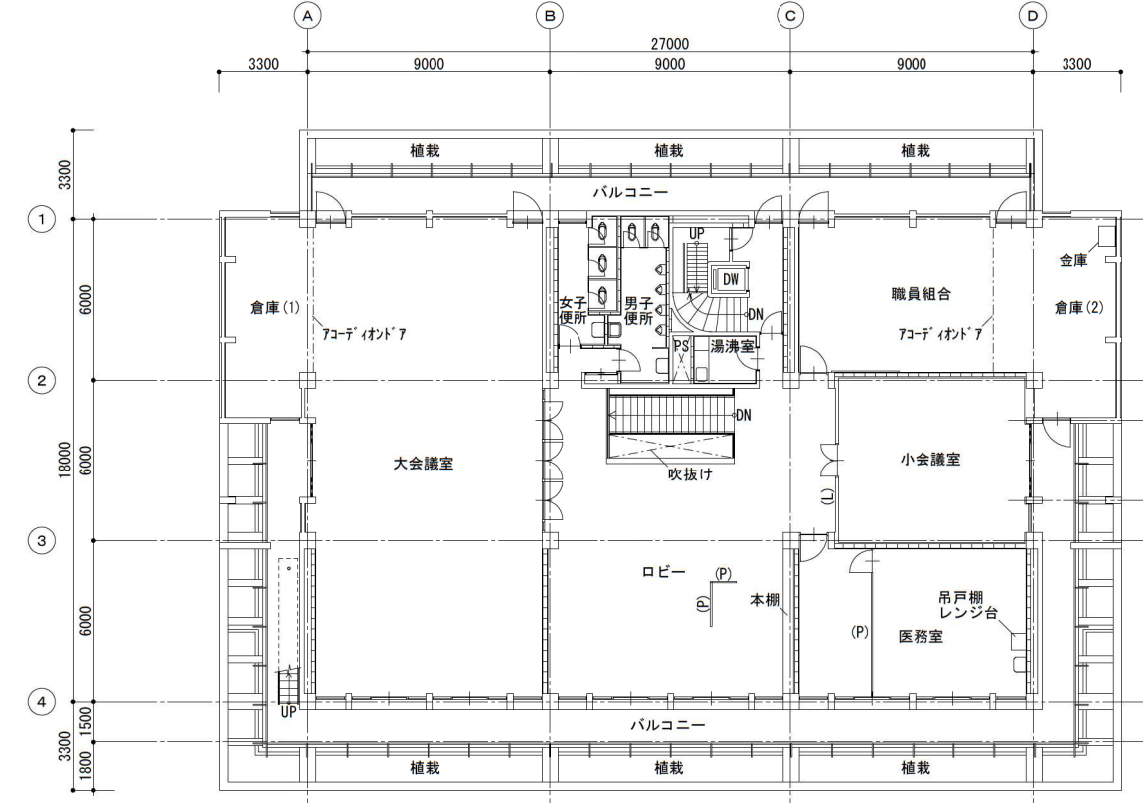 A B C D
27000
3300 9000 9000 9000 3300
植栽 植栽 植栽
3300
バルコニー
1
UP
金庫
DW
職員組合
6000
倉庫(1)
女子
便所
男子
便所
DN
倉庫(2)
アコーディオンドア
アコーディオンドア
PS
湯沸室
2
DN
18000
6000
大会議室
小会議室
吹抜け
(L)
3
ロビー
(P)
(P)
本棚
吊戸棚
レンジ台
6000
(P)
医務室
4
UP
1500
バルコニー
3300
1800
植栽 植栽 植栽